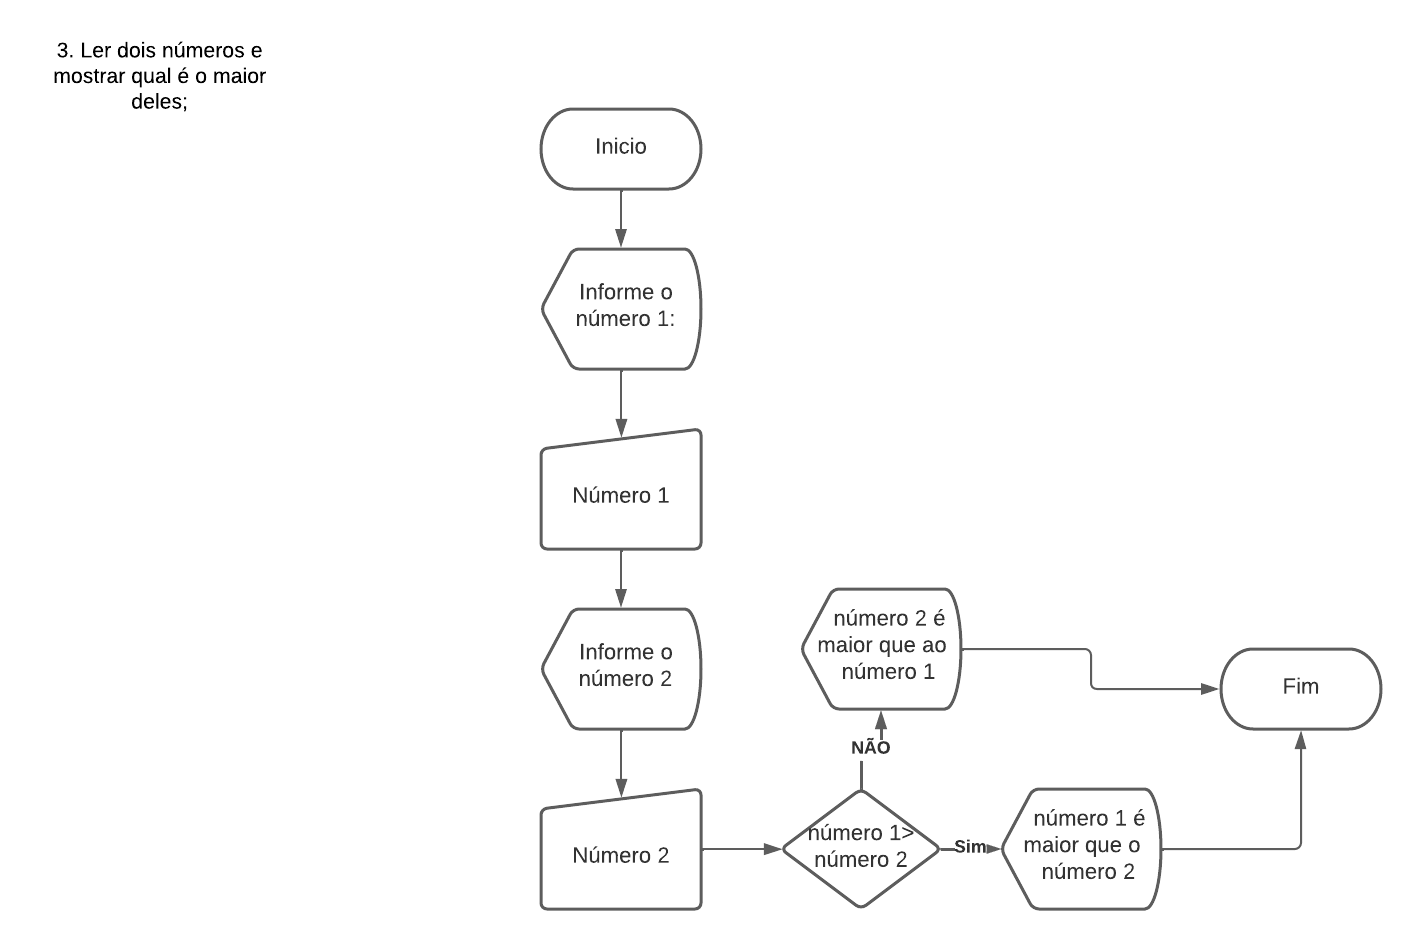 3. Ler dois números e
mostrar qual é o maior
deles;
Inicio
Informe o
número 1:
Número 1
Informe o
número 2
Número 2
número 1>
número 2
NÃO
número 2 é
maior que ao
número 1
Sim
número 1 é
maior que o
número 2
Fim